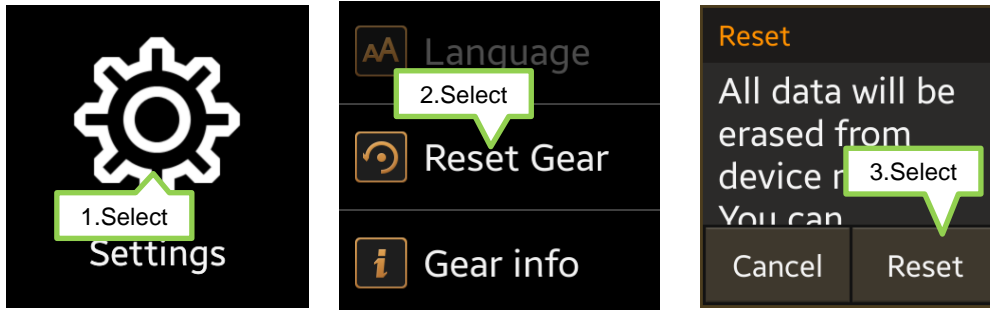 1.Select
Settings
Language
2.Select
Reset Gear
Gear info
Reset
All data will be
erased from
device
3.Select
You can
Cancel
Reset